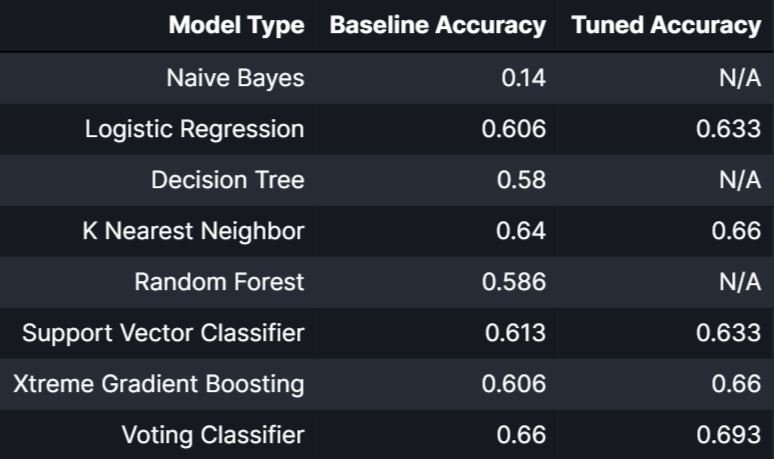 Model Type Baseline Accuracy Tuned Accuracy
Naive Bayes 0.14 N/A
Logistic Regression 0.606 0.633
Decision Tree 0.58 N/A
K Nearest Neighbor 0.64 0.66
Random Forest 0.586 N/A
Support Vector Classifier 0.613 0.633
Xtreme Gradient Boosting 0.606 0.66
Voting Classifier 0.66 0.693